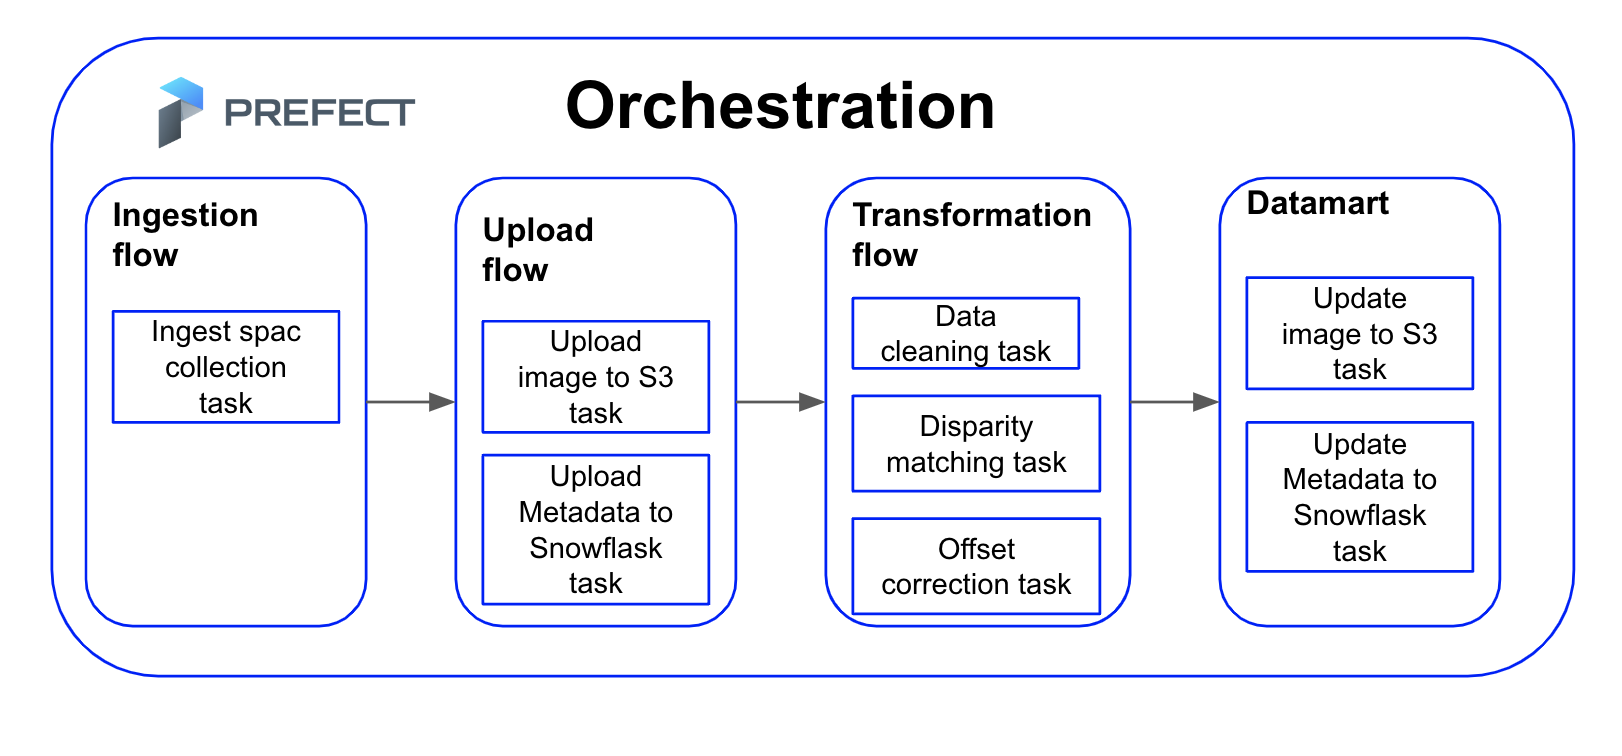 PREFECT
Orchestration
Ingestion
flow
Ingest spac
collection
task
Upload
flow
Upload
image to S3
task
Upload
Metadata to
Snowflask
task
Transformation
flow
Data
cleaning task
Disparity
matching task
Offset
correction task
Datamart
Update
image to S3
task
Update
Metadata to
Snowflask
task